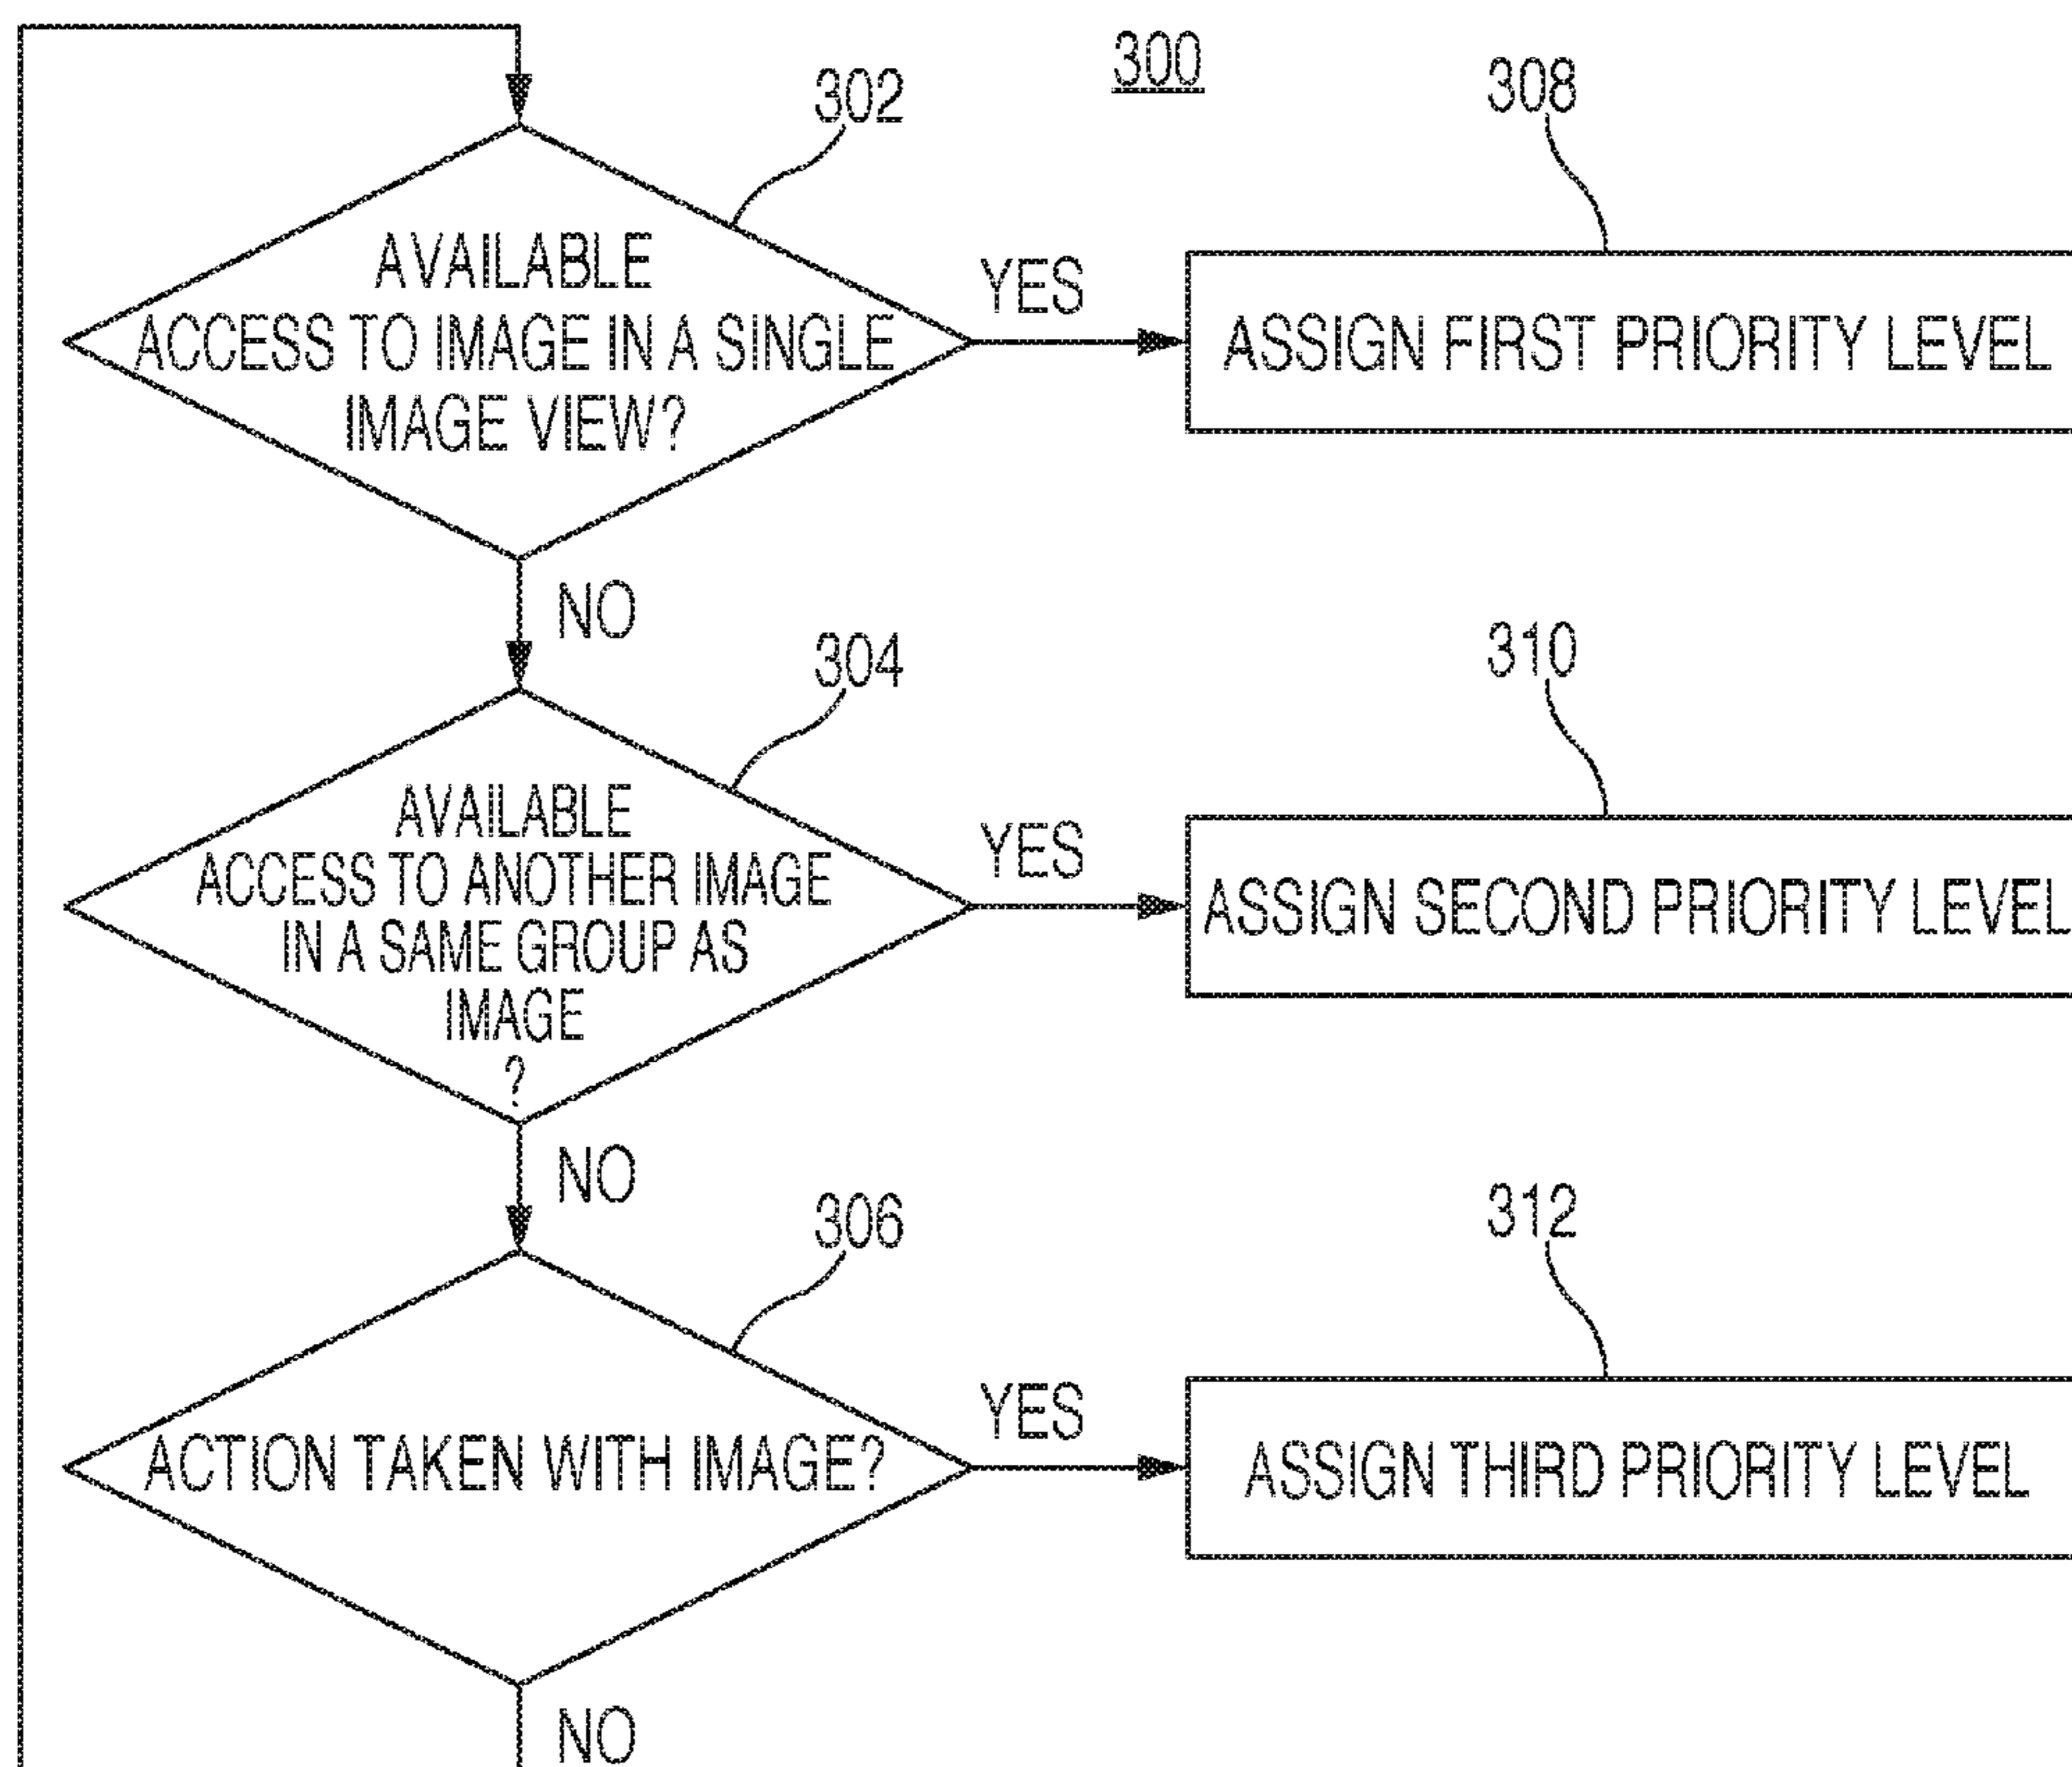 300
302
308
AVAILABLE
ACCESS TO IMAGE IN A SINGLE
IMAGE VIEW?
YES
ASSIGN FIRST PRIORITY LEVEL
NO
304
310
AVAILABLE
ACCESS TO ANOTHER IMAGE
IN A SAME GROUP AS
IMAGE
?
YES
ASSIGN SECOND PRIORITY LEVEL
NO
306
312
ACTION TAKEN WITH IMAGE?
YES
ASSIGN THIRD PRIORITY LEVEL
NO